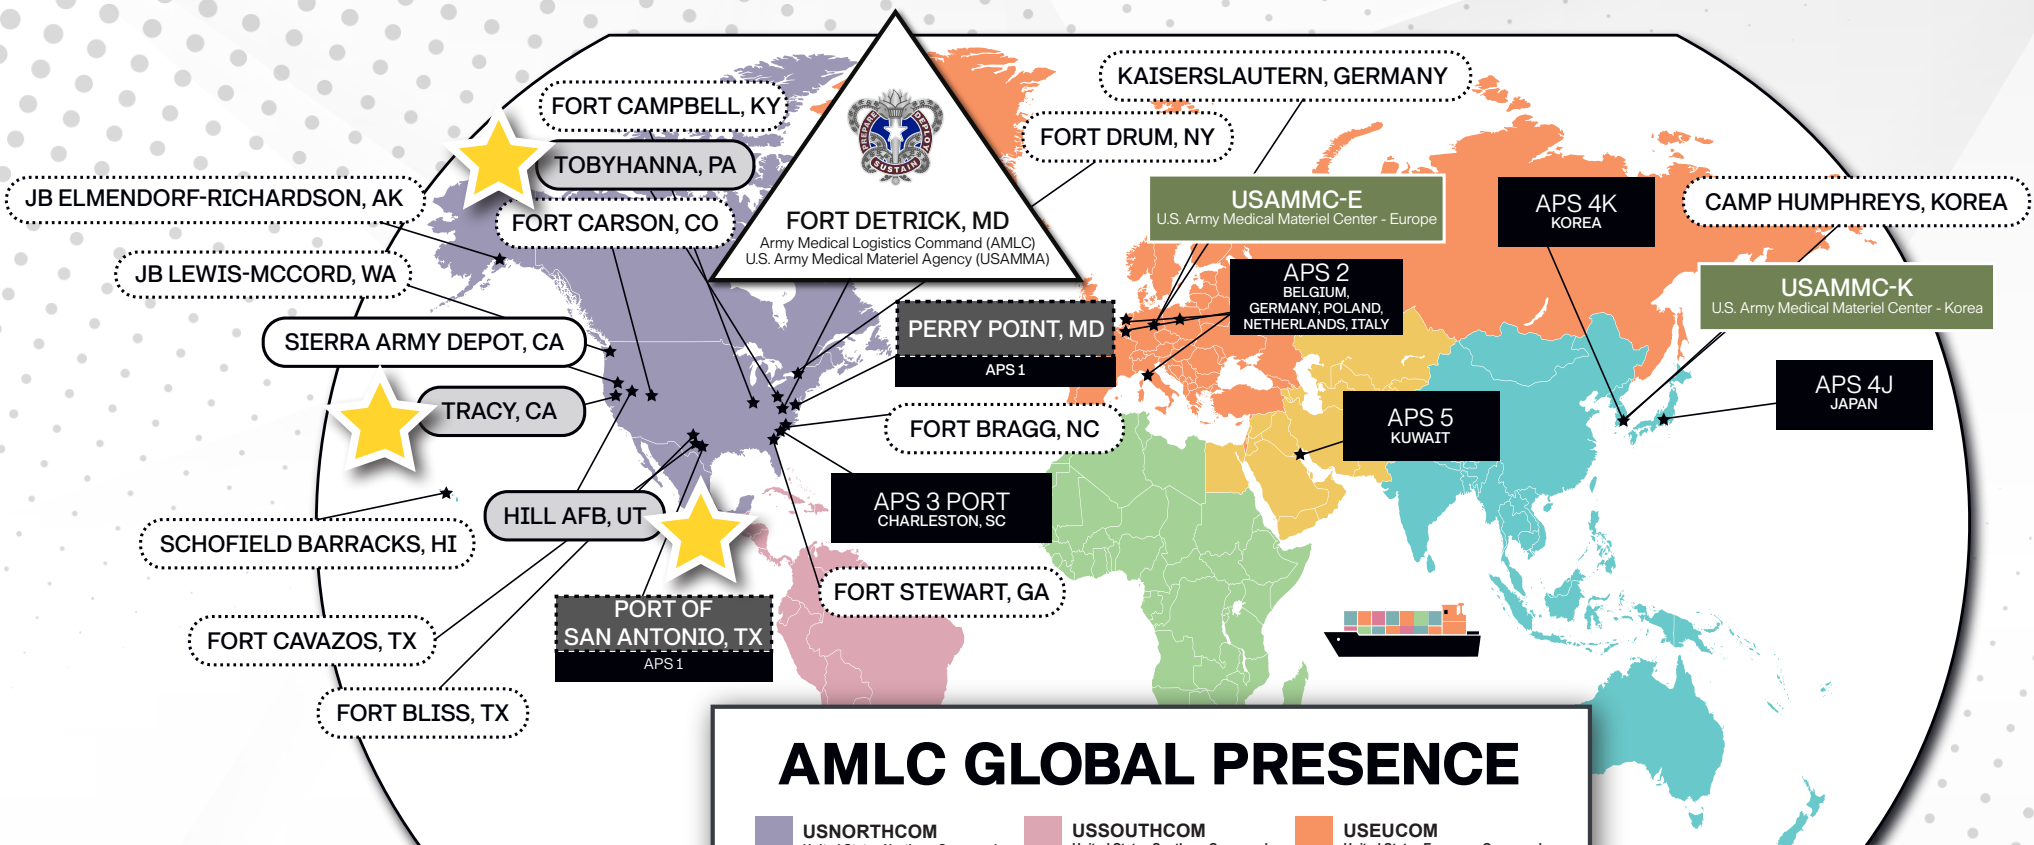 FORT CAMPBELL, KY
TOBYHANNA, PA
JB ELMENDORF-RICHARDSON, AK
FORT CARSON, CO
JB LEWIS-MCCORD, WA
SIERRA ARMY DEPOT, CA
TRACY, CA
HILL AFB, UT
SCHOFIELD BARRACKS, HI
FORT CAVAZOS, TX
FORT BLISS, TX
PORT OF
SAN ANTONIO, TX
APS 1
PREPARE
DEPLOY
SUSTAIN
FORT DETRICK, MD
Army Medical Logistics Command (AMLC)
U.S. Army Medical Materiel Agency (USAMMA)
KAISERSLAUTERN, GERMANY
FORT DRUM, NY
USAMMC-E
U.S. Army Medical Materiel Center - Europe
APS 2
BELGIUM,
GERMANY, POLAND,
NETHERLANDS, ITALY
PERRY POINT, MD
APS 1
FORT BRAGG, NC
APS 3 PORT
CHARLESTON, SC
FORT STEWART, GA
APS 5
KUWAIT
APS 4K
KOREA
CAMP HUMPHREYS, KOREA
USAMMC-K
U.S. Army Medical Materiel Center - Korea
APS 4J
JAPAN
AMLC GLOBAL PRESENCE
USNORTHCOM
USSOUTHCOM
USEUCOM